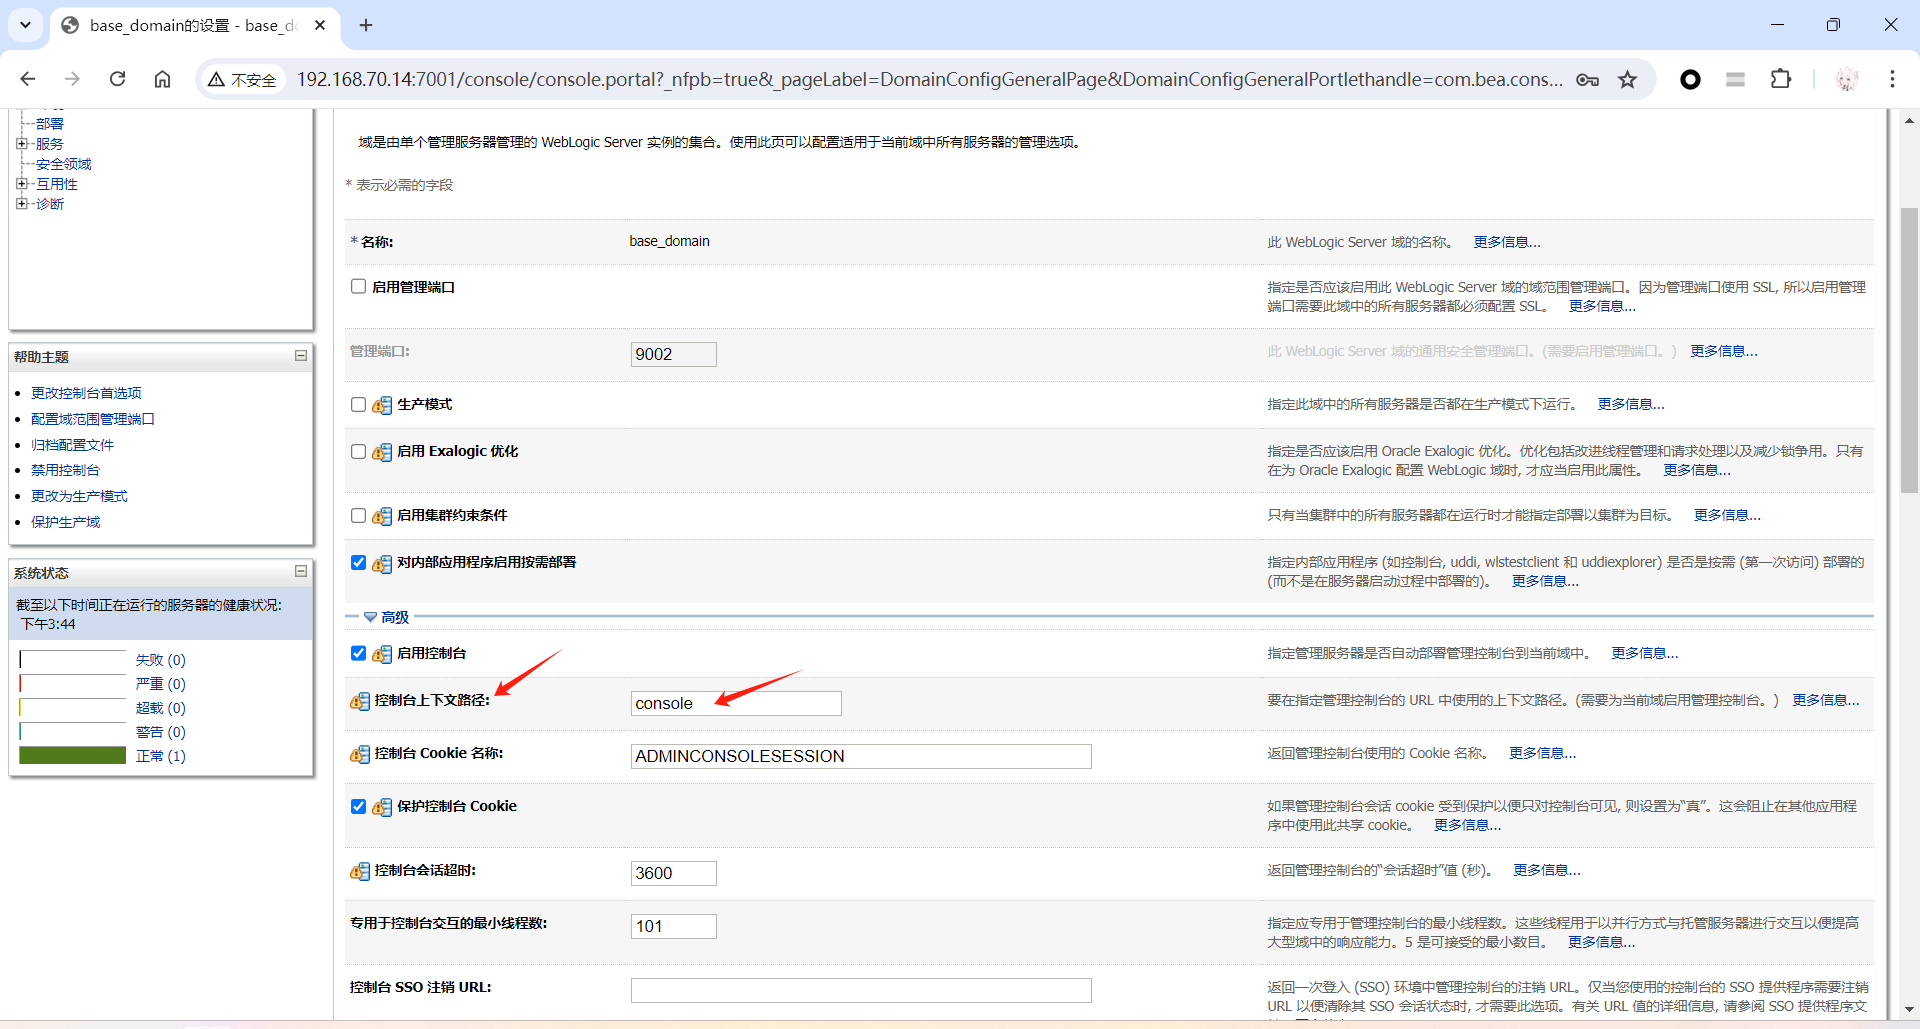 base_domain的设置 - base_do
不安全
192.168.70.14:7001/console/console.portal?_nfpb=true&_pageLabel=DomainConfigGeneralPage&DomainConfigGeneralPortlethandle=com.bea.cons...
部署
服务
安全领域
互用性
诊断
帮助主题
更改控制台首选项
配置域范围管理端口
归档配置文件
禁用控制台
更改为生产模式
保护生产域
系统状态
截至以下时间正在运行的服务器的健康状况:
下午3:44
失败 (0)
严重 (0)
超载 (0)
警告 (0)
正常 (1)
域是由单个管理服务器管理的 WebLogic Server 实例的集合。使用此页可以配置适用于当前域中所有服务器的管理选项。
* 表示必需的字段
* 名称: base_domain 此 WebLogic Server 域的名称。 更多信息...
启用管理端口 指定是否应该启用此 WebLogic Server 域的域范围管理端口。因为管理端口使用 SSL, 所以启用管理
端口需要此域中的所有服务器都必须配置 SSL。 更多信息...
管理端口: 9002 此 WebLogic Server 域的通用安全管理端口。(需要启用管理端口。) 更多信息...
生产模式 指定此域中的所有服务器是否都在生产模式下运行。 更多信息...
启用 Exalogic 优化 指定是否应该启用 Oracle Exalogic 优化。优化包括改进线程管理和请求处理以及减少锁争用。只有
在为 Oracle Exalogic 配置 WebLogic 域时, 才应当启用此属性。 更多信息...
启用集群约束条件 只有当集群中的所有服务器都在运行时才能指定部署以集群为目标。 更多信息...
对内部应用程序启用按需部署 指定内部应用程序 (如控制台, uddi, wlstestclient 和 uddiexplorer) 是否是按需 (第一次访问) 部署的
(而不是在服务器启动过程中部署的)。 更多信息...
高级
启用控制台 指定管理服务器是否自动部署管理控制台到当前域中。 更多信息...
控制台上下文路径: console 要在指定管理控制台的 URL 中使用的上下文路径。(需要为当前域启用管理控制台。) 更多信息...
控制台 Cookie 名称: ADMINCONSOLESESSION 返回管理控制台使用的 Cookie 名称。 更多信息...
保护控制台 Cookie 如果管理控制台会话 cookie 受到保护以便只对控制台可见, 则设置为“真”。这会阻止在其他应用程
序中使用此共享 cookie。 更多信息...
控制台会话超时: 3600 返回管理控制台的“会话超时”值 (秒)。 更多信息...
专用于控制台交互的最小线程数: 101 指定应专用于管理控制台的最小线程数。这些线程用于以并行方式与托管服务器进行交互以便提高
大型域中的响应能力。5 是可接受的最小数目。 更多信息...
控制台 SSO 注销 URL: 返回一次登入 (SSO) 环境中管理控制台的注销 URL。仅当您使用的控制台的 SSO 提供程序需要注销
URL 以便清除其 SSO 会话状态时, 才需要此选项。有关 URL 值的详细信息, 请参阅 SSO 提供程序文